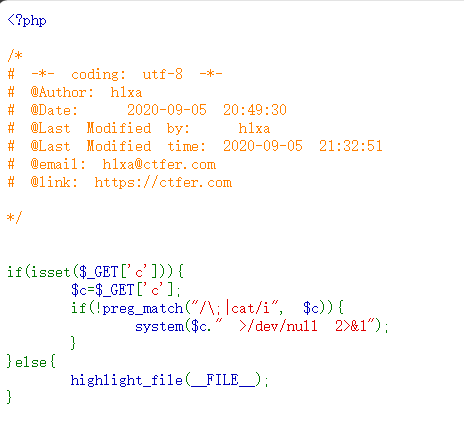 <?php
/*
# -*- coding: utf-8 -*-
# @Author: h1xa
# @Date:   2020-09-05 20:49:30
# @Last Modified by:   h1xa
# @Last Modified time: 2020-09-05 21:32:51
# @email: h1xa@ctfer.com
# @link: https://ctfer.com
*/
if(isset($_GET['c'])){
    $c=$_GET['c'];
    if(!preg_match("/\;|cat/i", $c)){
        system($c." >/dev/null 2>&1");
    }
}else{
    highlight_file(__FILE__);
}